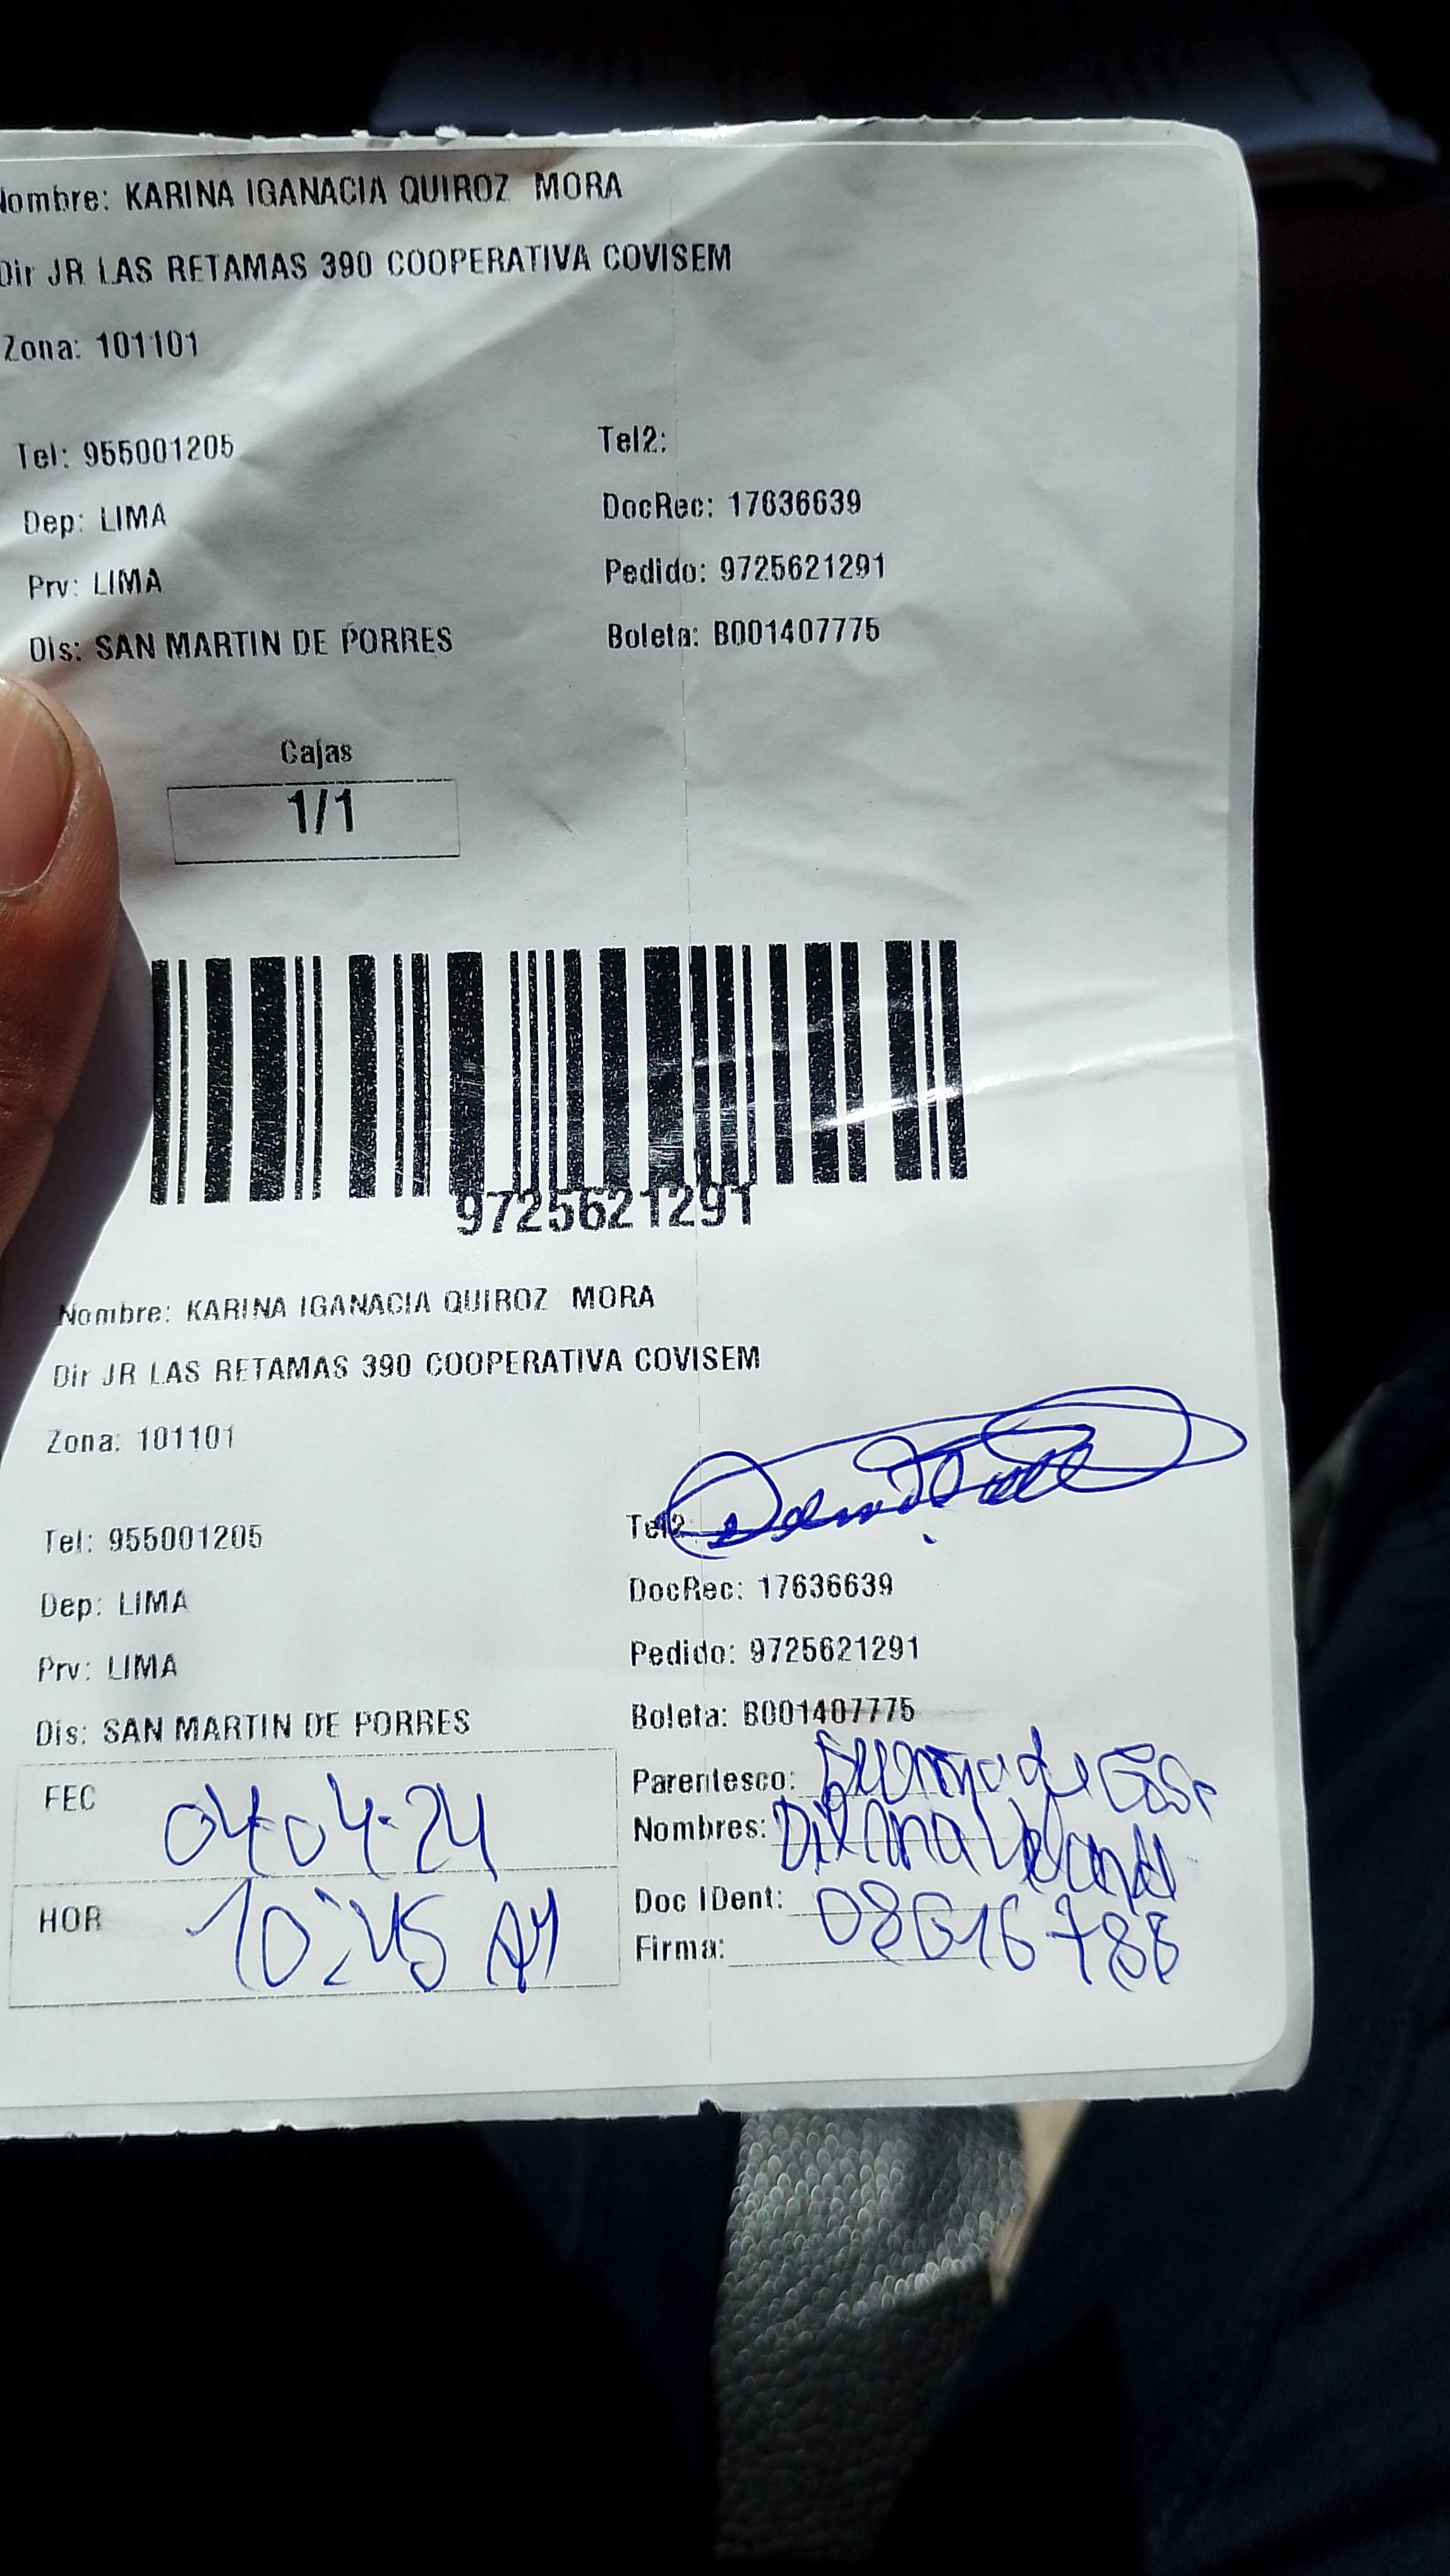 Nombre: KARINA IGANACIA QUIROZ MORA
Dir JR LAS RETAMAS 390 COOPERATIVA COVISEM
Zona: 101101
Tel: 955001205 Tel2:
Dep: LIMA DocRec: 17636639
Prv: LIMA Pedido: 9725621291
Dis: SAN MARTIN DE PORRES Boleta: B001407775
Cajas
1/1
9725621291
Nombre: KARINA IGANACIA QUIROZ MORA
Dir JR LAS RETAMAS 390 COOPERATIVA COVISEM
Zona: 101101
Tel: 955001205 Tel2:
Dep: LIMA DocRec: 17636639
Prv: LIMA Pedido: 9725621291
Dis: SAN MARTIN DE PORRES Boleta: B001407775
FEC 04-04-24
HOR 10:45 AM
Parentesco: de Casa
Nombres:
Doc IDent:
Firma: